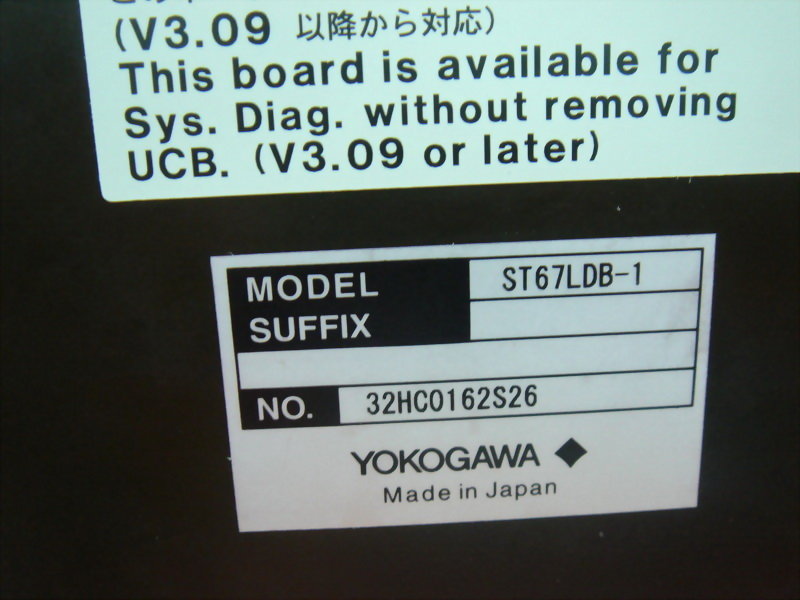 (V3.09 以降から対応)
This board is available for
Sys. Diag. without removing
UCB. (V3.09 or later)
MODEL ST67LDB-1
SUFFIX
NO. 32HC0162S26
YOKOGAWA
Made in Japan